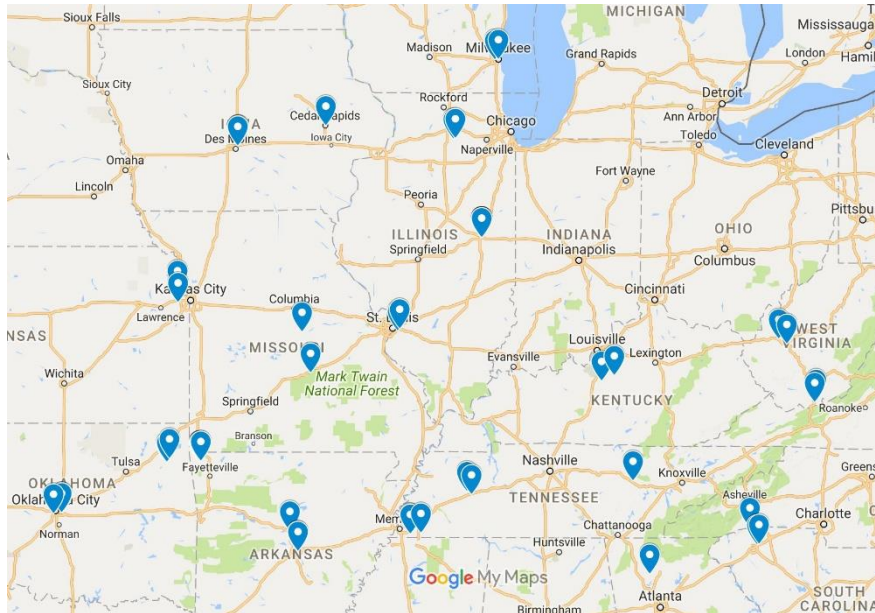 MICHIGAN
Sioux Falls
Mississauga
Madison
Milwaukee
Grand Rapids
London
Sioux City
Rockford
Detroit
Ann Arbor
Cedar Rapids
Iowa City
Des Moines
Chicago
Naperville
Toledo
Cleveland
Omaha
Fort Wayne
Lincoln
Peoria
ILLINOIS
INDIANA
OHIO
Springfield
Indianapolis
Columbus
Kansas City
Cincinnati
Lawrence
Columbia
St. Louis
WEST
VIRGINIA
MISSOURI
Louisville
Evansville
Lexington
Wichita
Mark Twain
National Forest
KENTUCKY
Springfield
Roanoke
Branson
Tulsa
Fayetteville
Nashville
Knoxville
OKLAHOMA
Oklahoma City
TENNESSEE
Asheville
Norman
Charlotte
Chattanooga
Huntsville
ARKANSAS
Google My Maps
Atlanta
Birmingham
SOUTH
CAROLINA